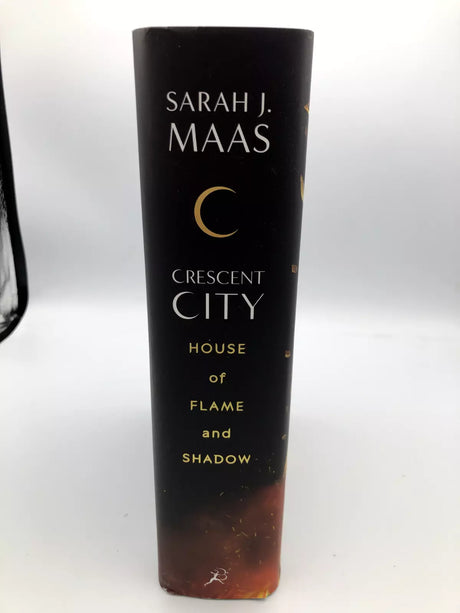 SARAH J.
MAAS
CRESCENT
CITY
HOUSE
of
FLAME
and
SHADOW